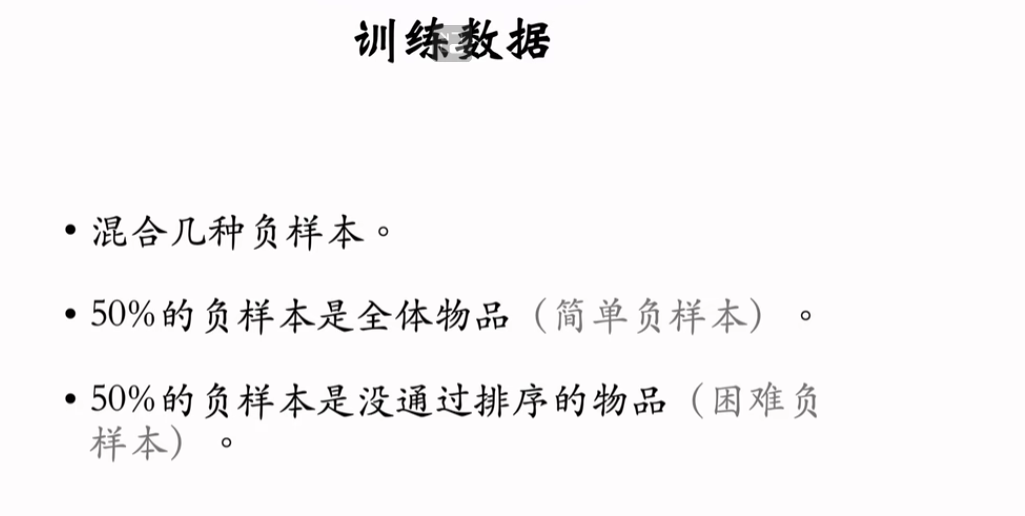 训练数据
• 混合几种负样本。
• 50%的负样本是全体物品（简单负样本）。
• 50%的负样本是没通过排序的物品（困难负
样本）。